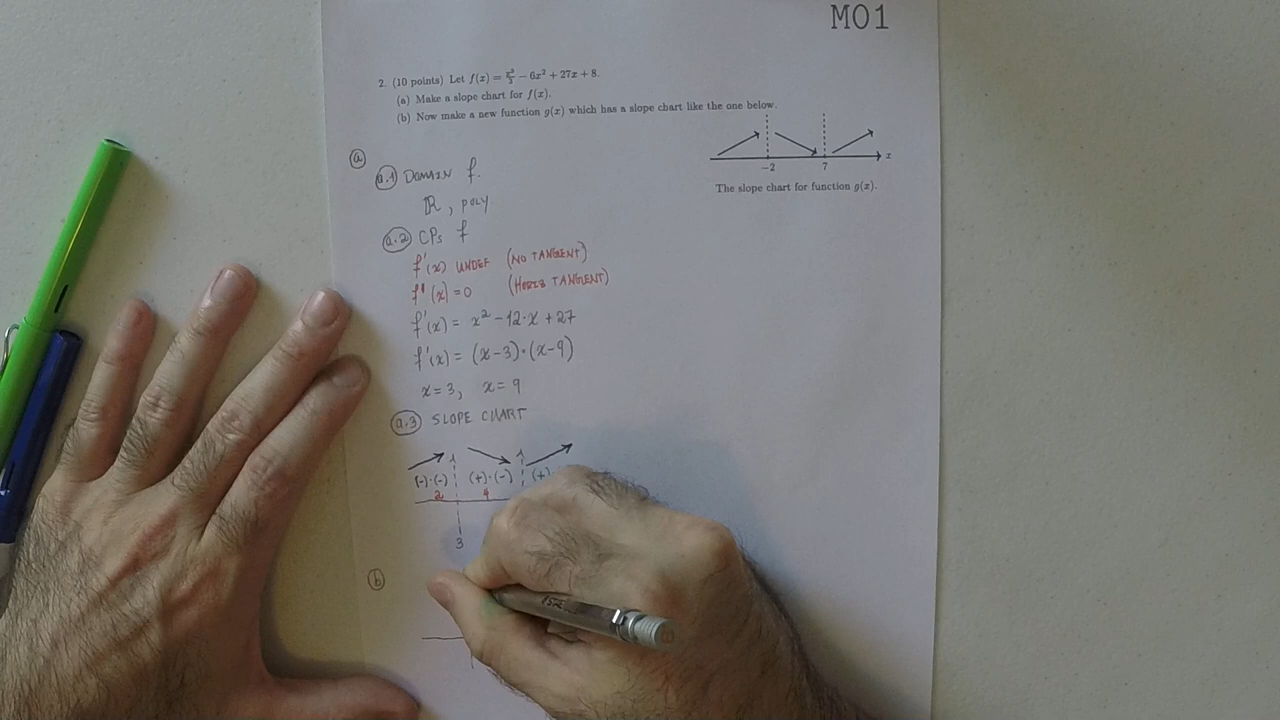 M01
2. (10 points) Let f(x) = x³/3 − 6x² + 27x + 8.
(a) Make a slope chart for f(x).
(b) Now make a new function g(x) which has a slope chart like the one below.
−2 7 x
The slope chart for function g(x).
a
a.1 DOMAIN f.
ℝ, POLY
a.2 CPs f
f'(x) UNDEF (NO TANGENT)
f'(x) = 0 (HORIZ TANGENT)
f'(x) = x² − 12·x + 27
f'(x) = (x−3)·(x−9)
x=3, x=9
a.3 SLOPE CHART
(-)·(-) (+)·(-) (+)
2 4
3
b